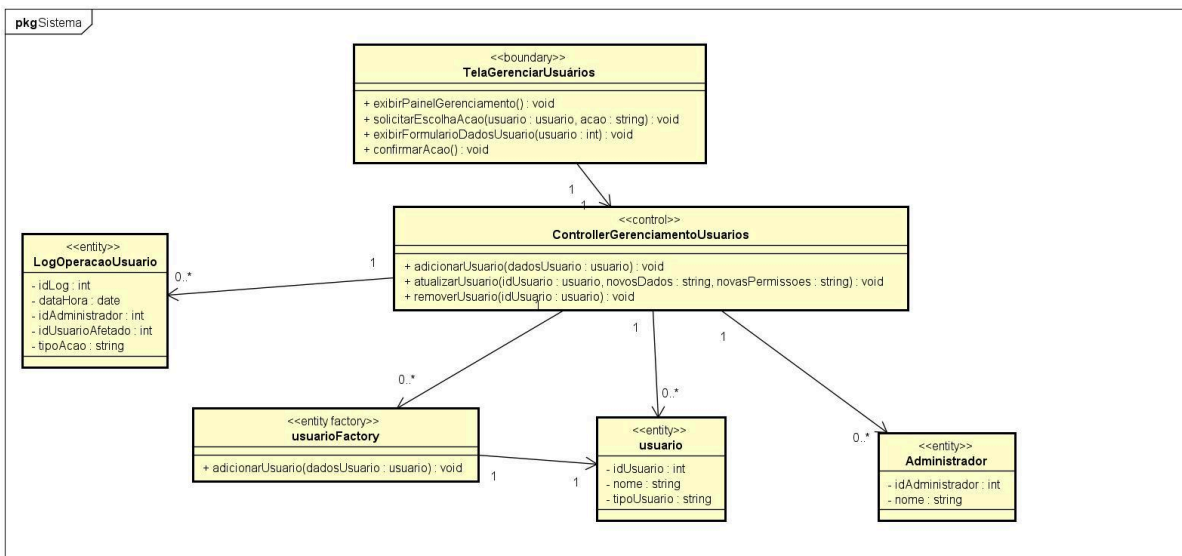 pkg Sistema
<<boundary>>
TelaGerenciarUsuários
+ exibirPainelGerenciamento() : void
+ solicitarEscolhaAcao(usuario : usuario, acao : string) : void
+ exibirFormularioDadosUsuario(usuario : int) : void
+ confirmarAcao() : void
1
1
<<control>>
ControllerGerenciamentoUsuarios
+ adicionarUsuario(dadosUsuario : usuario) : void
+ atualizarUsuario(idUsuario : usuario, novosDados : string, novasPermissoes : string) : void
+ removerUsuario(idUsuario : usuario) : void
<<entity>>
LogOperacaoUsuario
- idLog : int
- dataHora : date
- idAdministrador : int
- idUsuarioAfetado : int
- tipoAcao : string
0..*
1
1
1
1
0..*
0..*
0..*
<<entity factory>>
usuarioFactory
+ adicionarUsuario(dadosUsuario : usuario) : void
1
1
<<entity>>
usuario
- idUsuario : int
- nome : string
- tipoUsuario : string
<<entity>>
Administrador
- idAdministrador : int
- nome : string